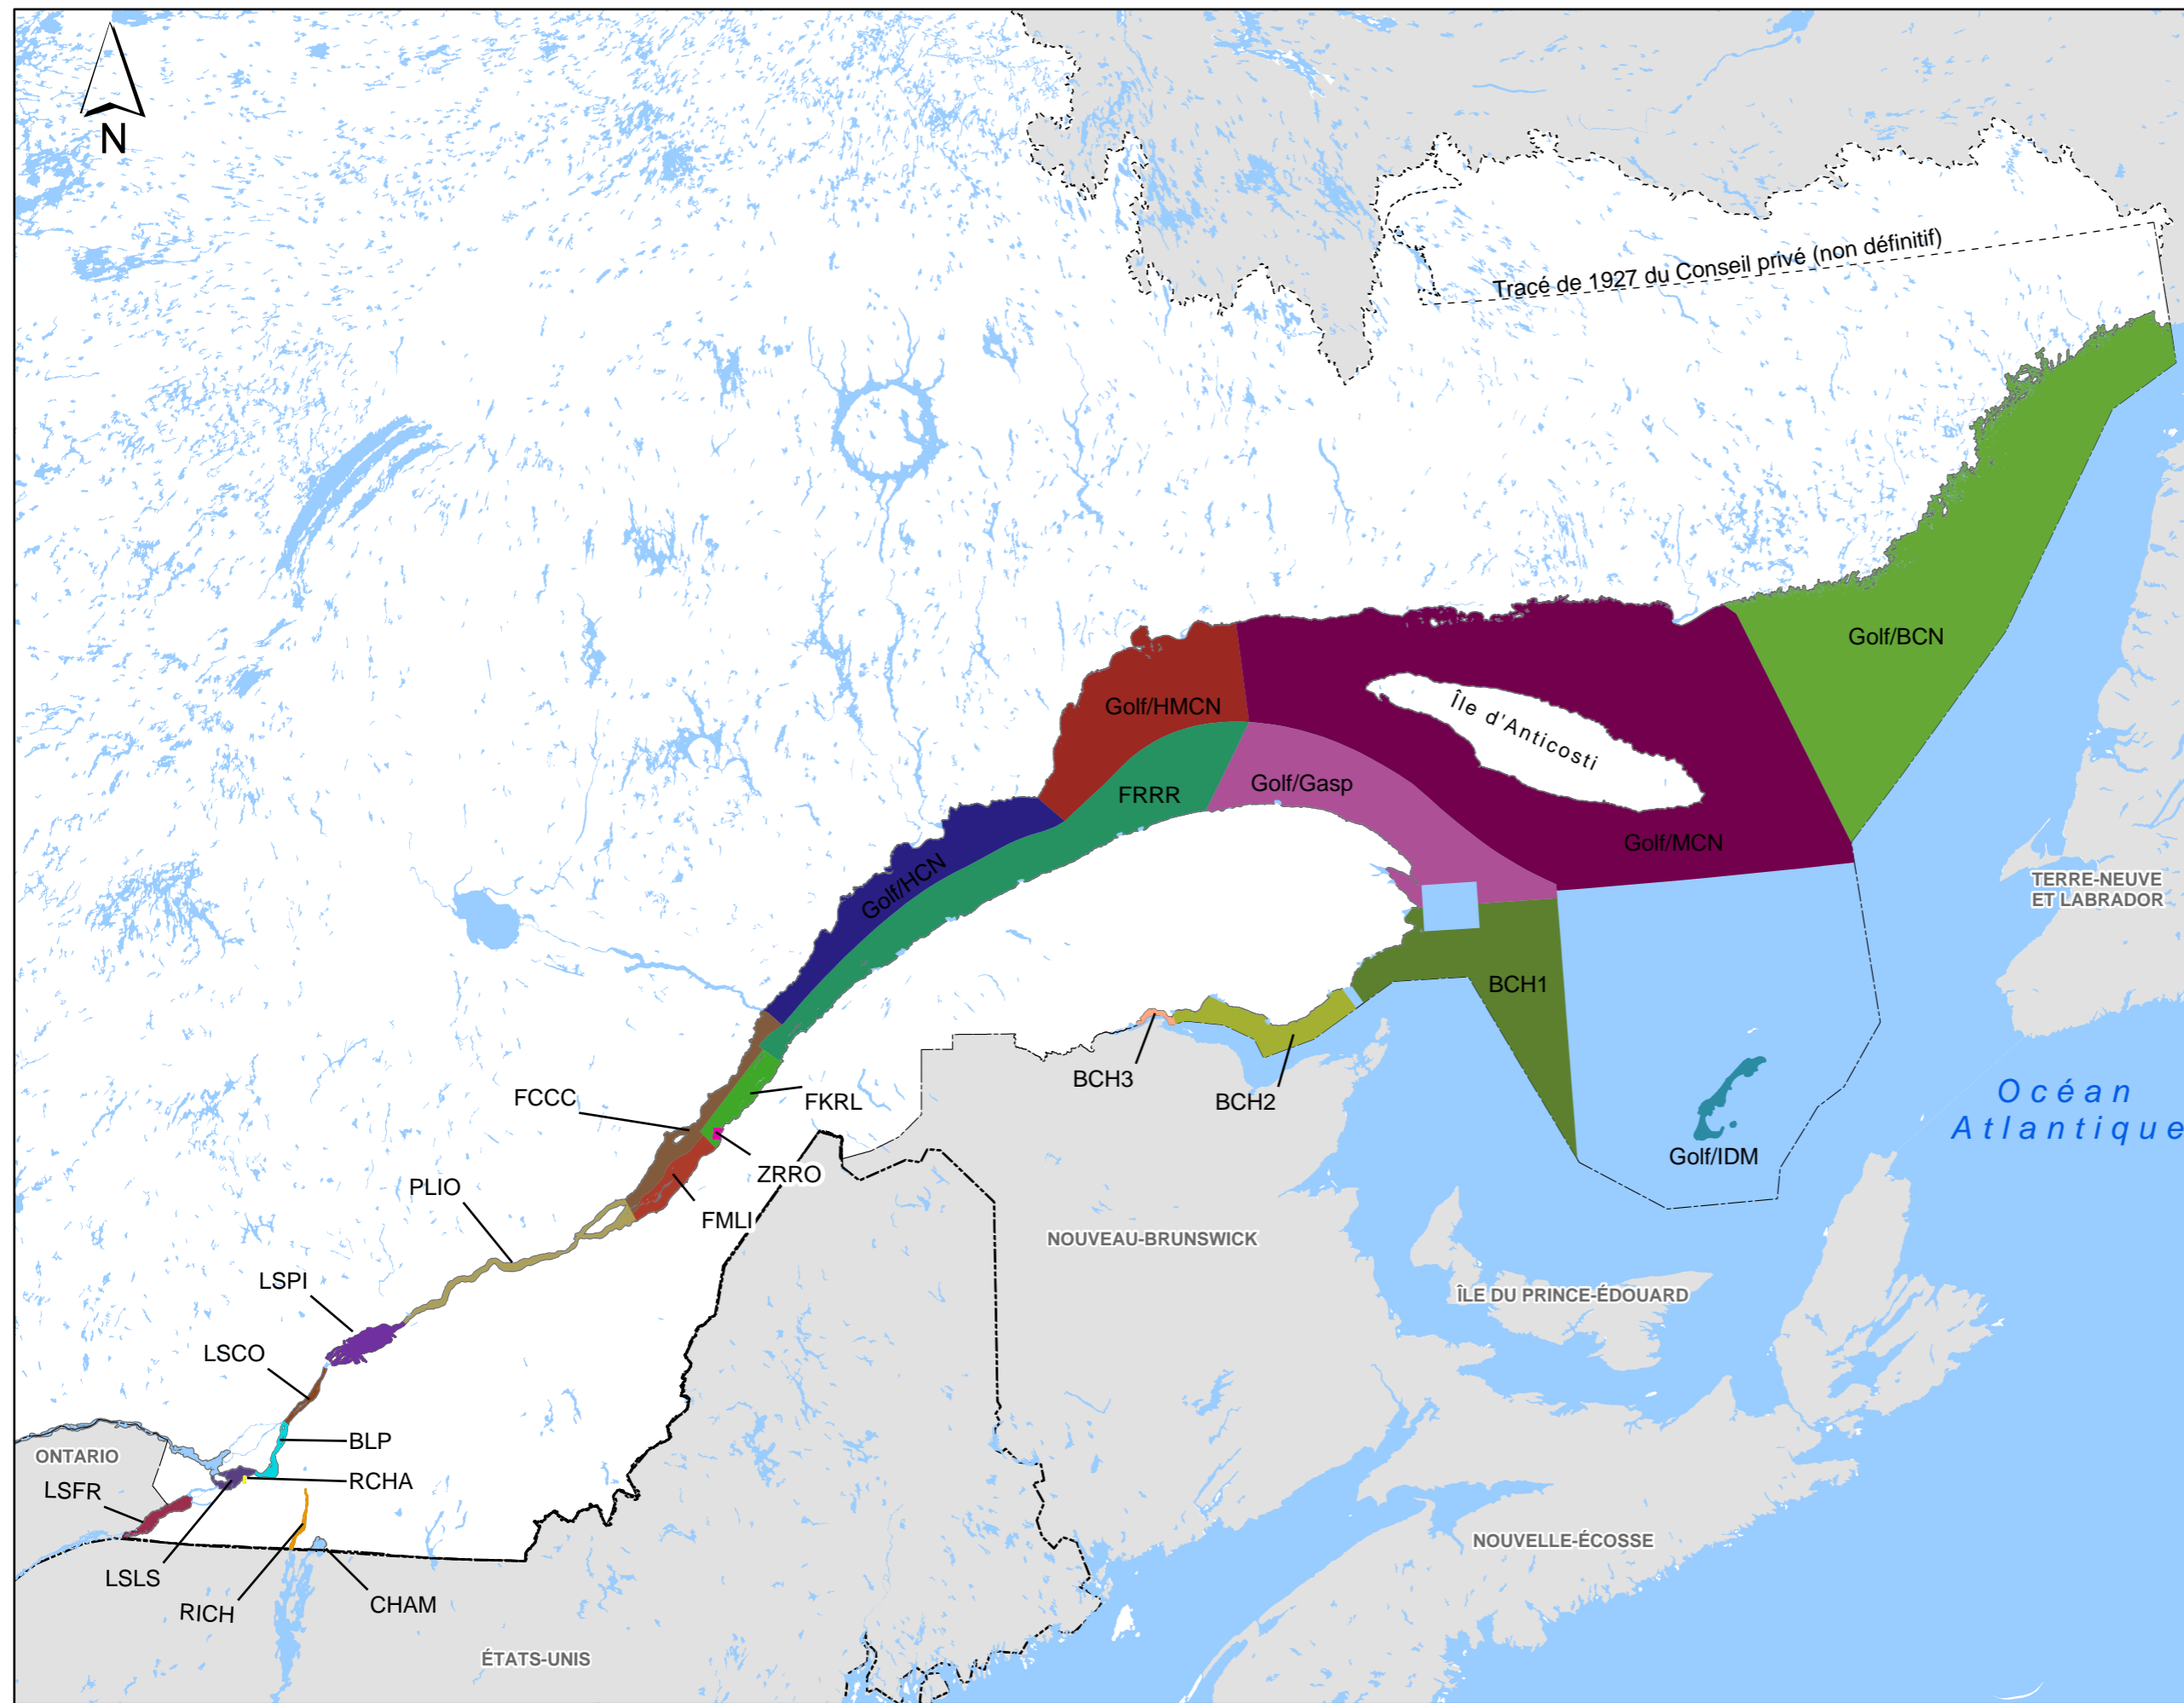 N
Tracé de 1927 du Conseil privé (non définitif)
Golf/BCN
Golf/HMCN
Île d'Anticosti
FRRR
Golf/Gasp
Golf/MCN
Golf/HCN
TERRE-NEUVE
ET LABRADOR
BCH1
BCH3
BCH2
FCCC
FKRL
Océan
Atlantique
Golf/IDM
ZRRO
PLIO
FMLI
NOUVEAU-BRUNSWICK
LSPI
ÎLE DU PRINCE-ÉDOUARD
LSCO
BLP
ONTARIO
RCHA
LSFR
NOUVELLE-ÉCOSSE
LSLS
RICH
CHAM
ÉTATS-UNIS